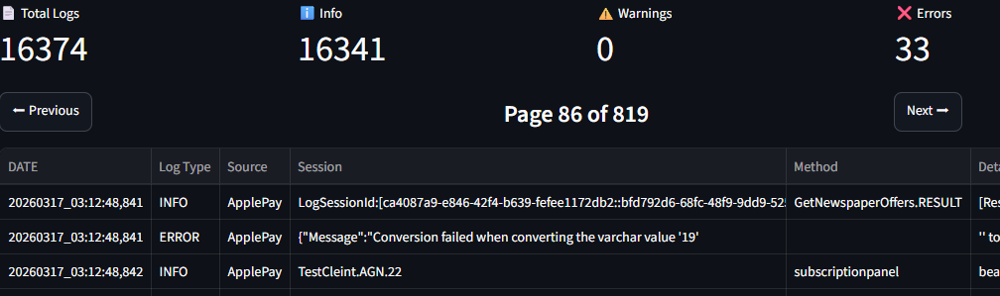 Total Logs
Info
Warnings
Errors
16374
16341
0
33
← Previous
Page 86 of 819
Next →
DATE Log Type Source Session Method Deta
20260317_03:12:48,841 INFO ApplePay LogSessionId:[ca4087a9-e846-42f4-b639-fefee1172db2::bfd792d6-68fc-48f9-9dd9-525 GetNewspaperOffers.RESULT [Res
20260317_03:12:48,841 ERROR ApplePay {"Message":"Conversion failed when converting the varchar value '19' '' to
20260317_03:12:48,842 INFO ApplePay TestCleint.AGN.22 subscriptionpanel bea